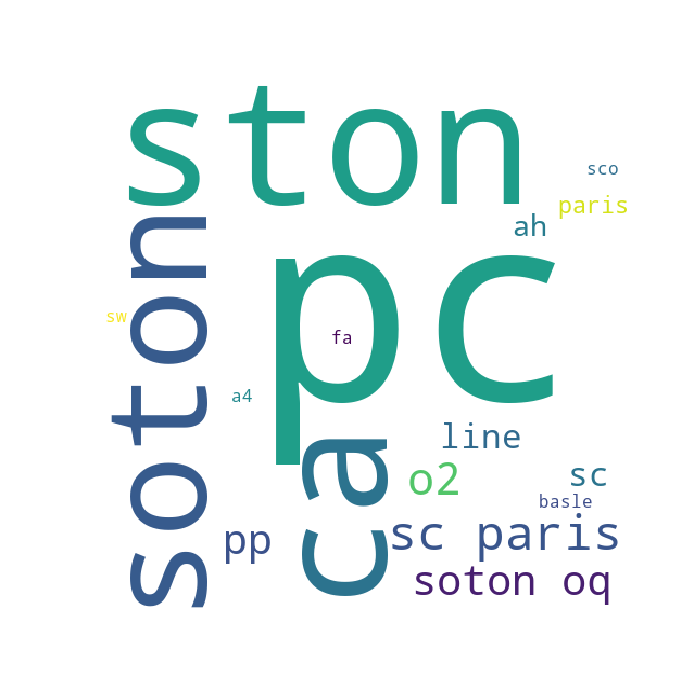 ston
sco
paris
ah
soton
pc
sw
fa
a4
ca
line
o2
sc
basle
pp
sc paris
soton oq